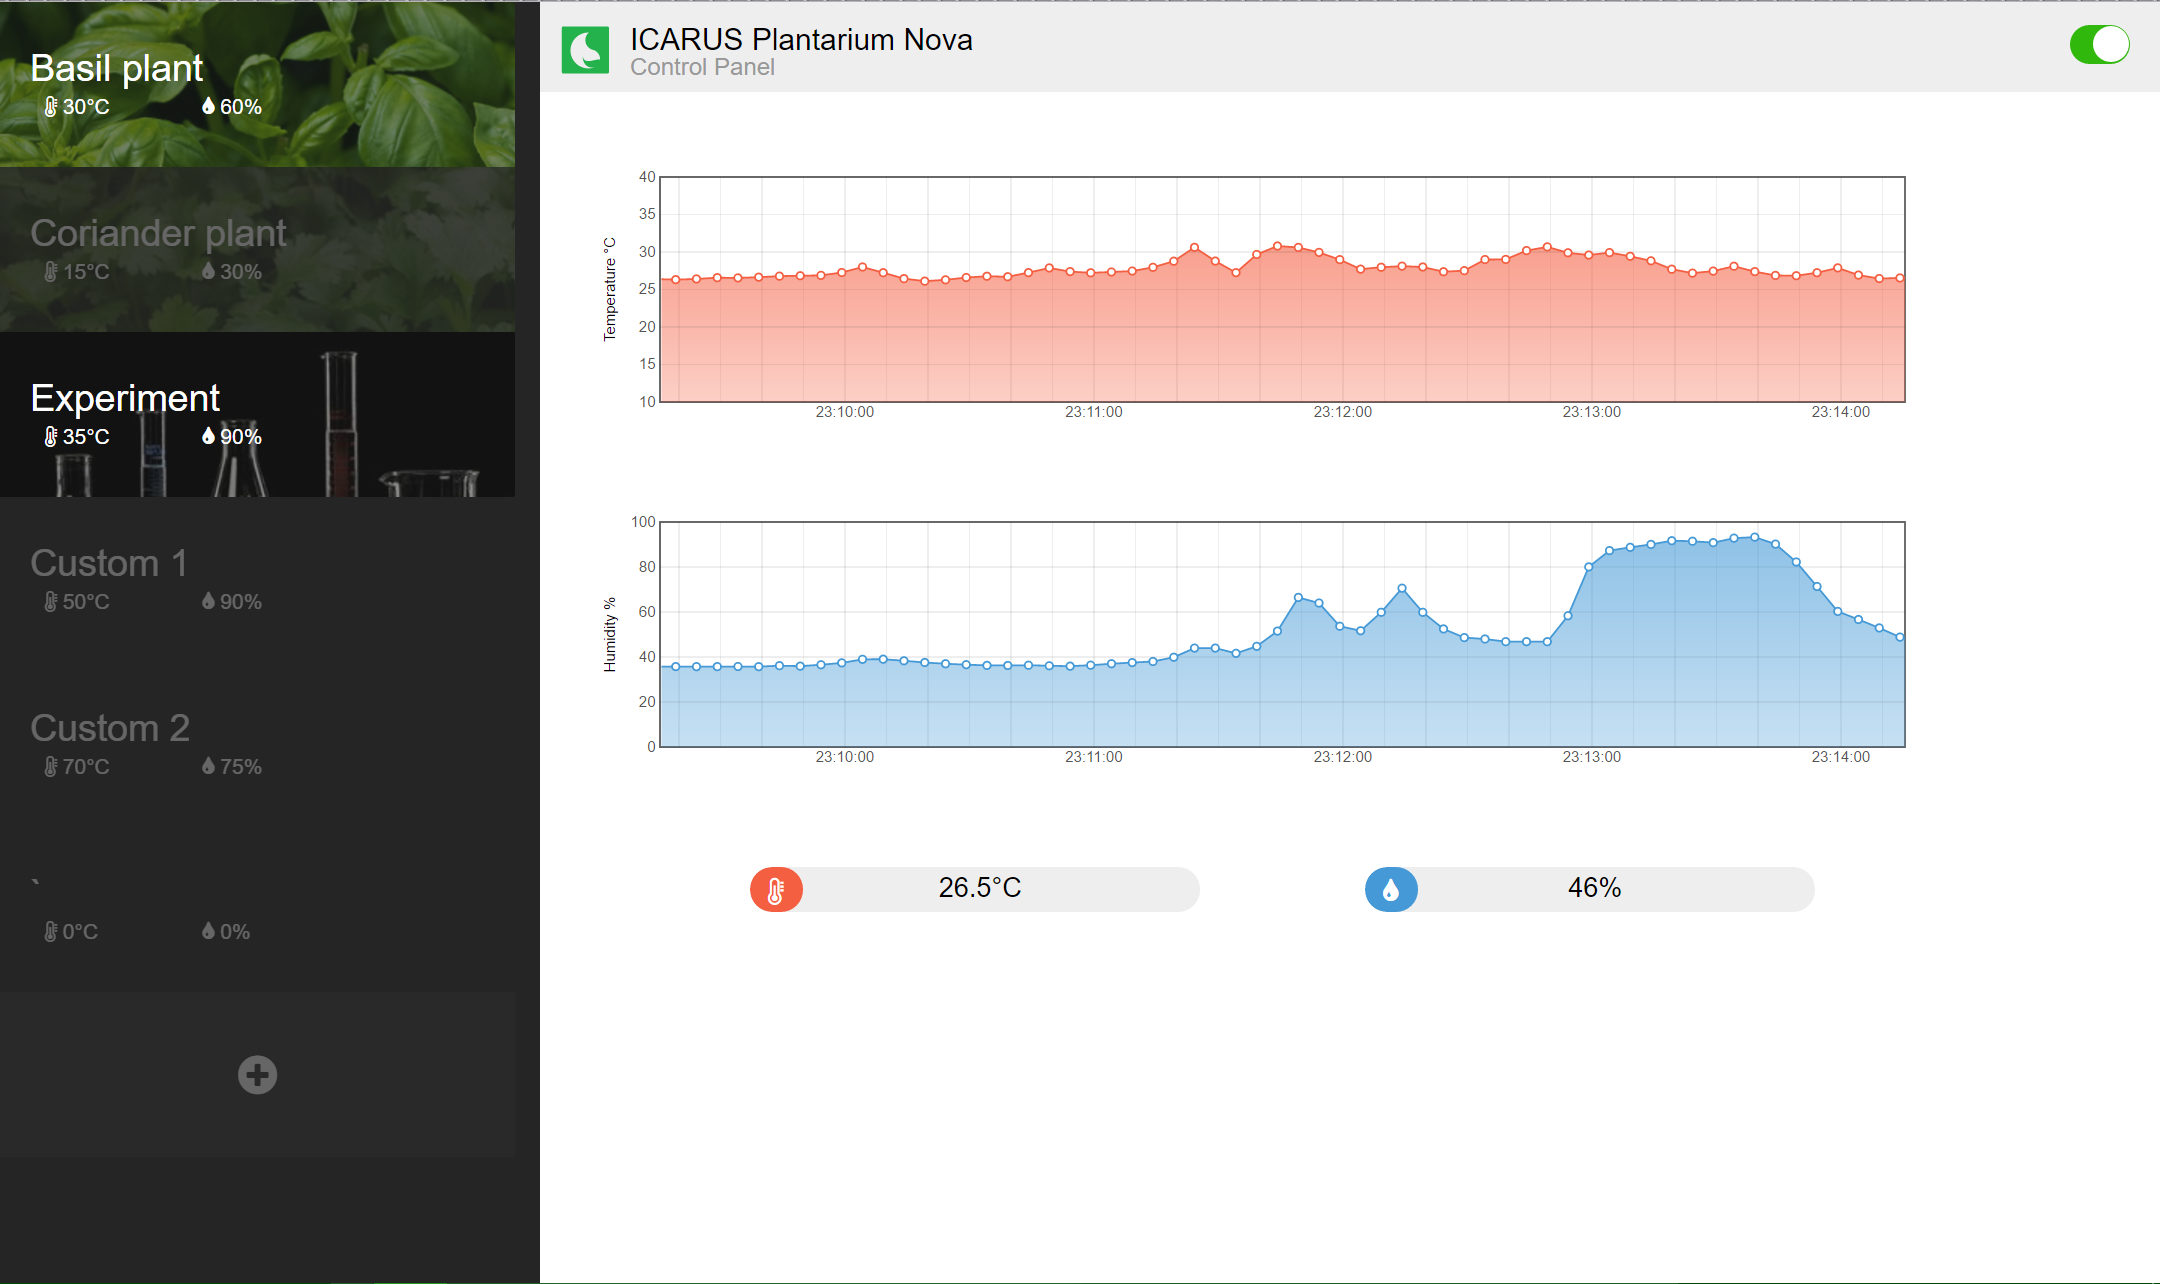 Basil plant
30°C 60%
Coriander plant
15°C 30%
Experiment
35°C 90%
Custom 1
50°C 90%
Custom 2
70°C 75%
`
0°C 0%
ICARUS Plantarium Nova
Control Panel
Temperature °C
40
35
30
25
20
15
10
23:10:00 23:11:00 23:12:00 23:13:00 23:14:00
Humidity %
100
80
60
40
20
0
23:10:00 23:11:00 23:12:00 23:13:00 23:14:00
26.5°C 46%